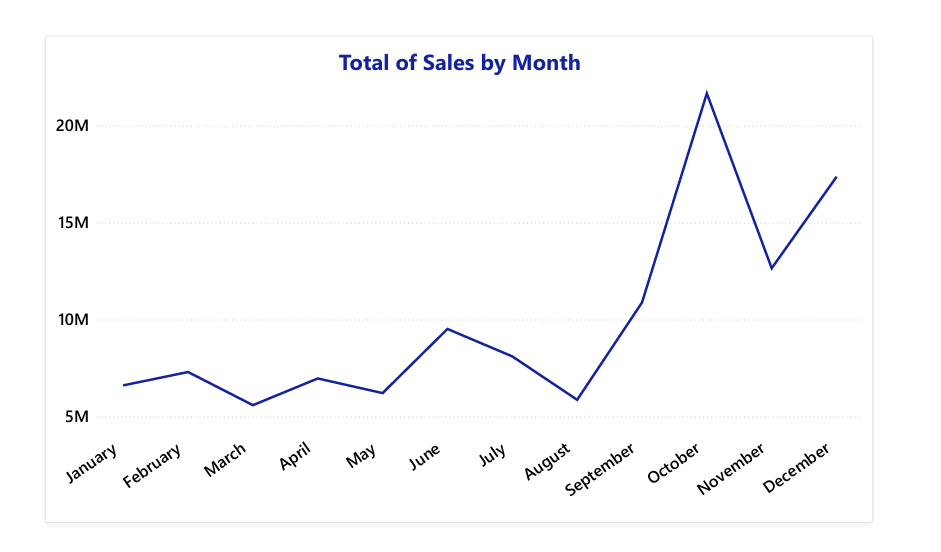 Total of Sales by Month
20M
15M
10M
5M
January
February
March
April
May
June
July
August
September
October
November
December